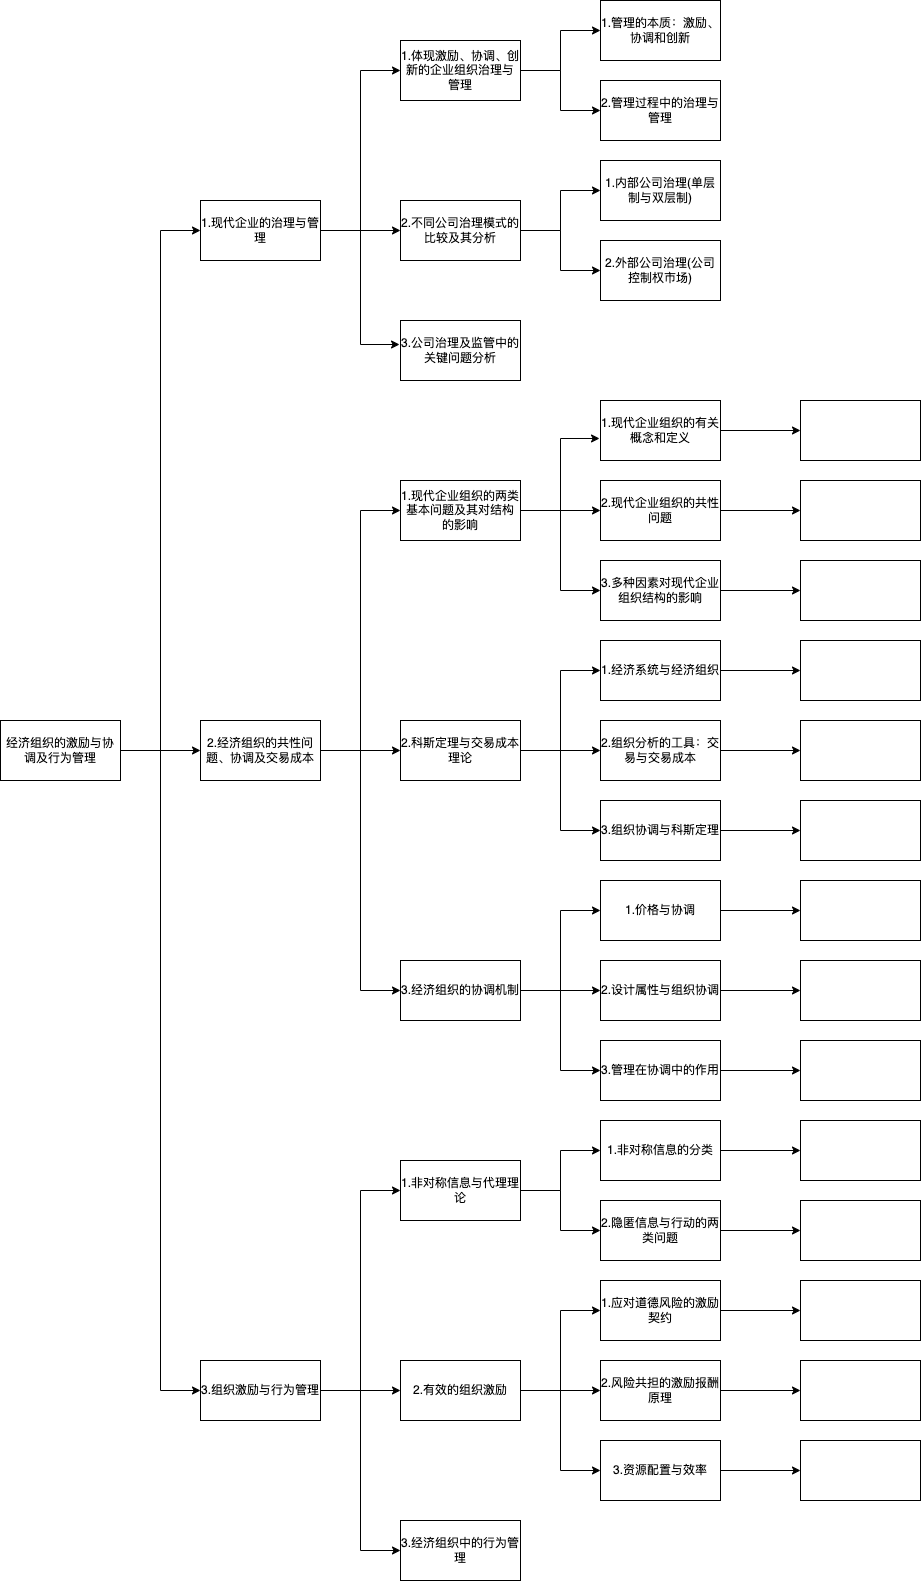 1.管理的本质：激励、
协调和创新
1.体现激励、协调、创
新的企业组织治理与
管理
2.管理过程中的治理与
管理
1.内部公司治理(单层
制与双层制)
1.现代企业的治理与管
理
2.不同公司治理模式的
比较及其分析
2.外部公司治理(公司
控制权市场)
3.公司治理及监管中的
关键问题分析
1.现代企业组织的有关
概念和定义
1.现代企业组织的两类
基本问题及其对结构
的影响
2.现代企业组织的共性
问题
3.多种因素对现代企业
组织结构的影响
1.经济系统与经济组织
经济组织的激励与协
调及行为管理
2.经济组织的共性问
题、协调及交易成本
2.科斯定理与交易成本
理论
2.组织分析的工具：交
易与交易成本
3.组织协调与科斯定理
1.价格与协调
3.经济组织的协调机制
2.设计属性与组织协调
3.管理在协调中的作用
1.非对称信息的分类
1.非对称信息与代理理
论
2.隐匿信息与行动的两
类问题
1.应对道德风险的激励
契约
3.组织激励与行为管理
2.有效的组织激励
2.风险共担的激励报酬
原理
3.资源配置与效率
3.经济组织中的行为管
理